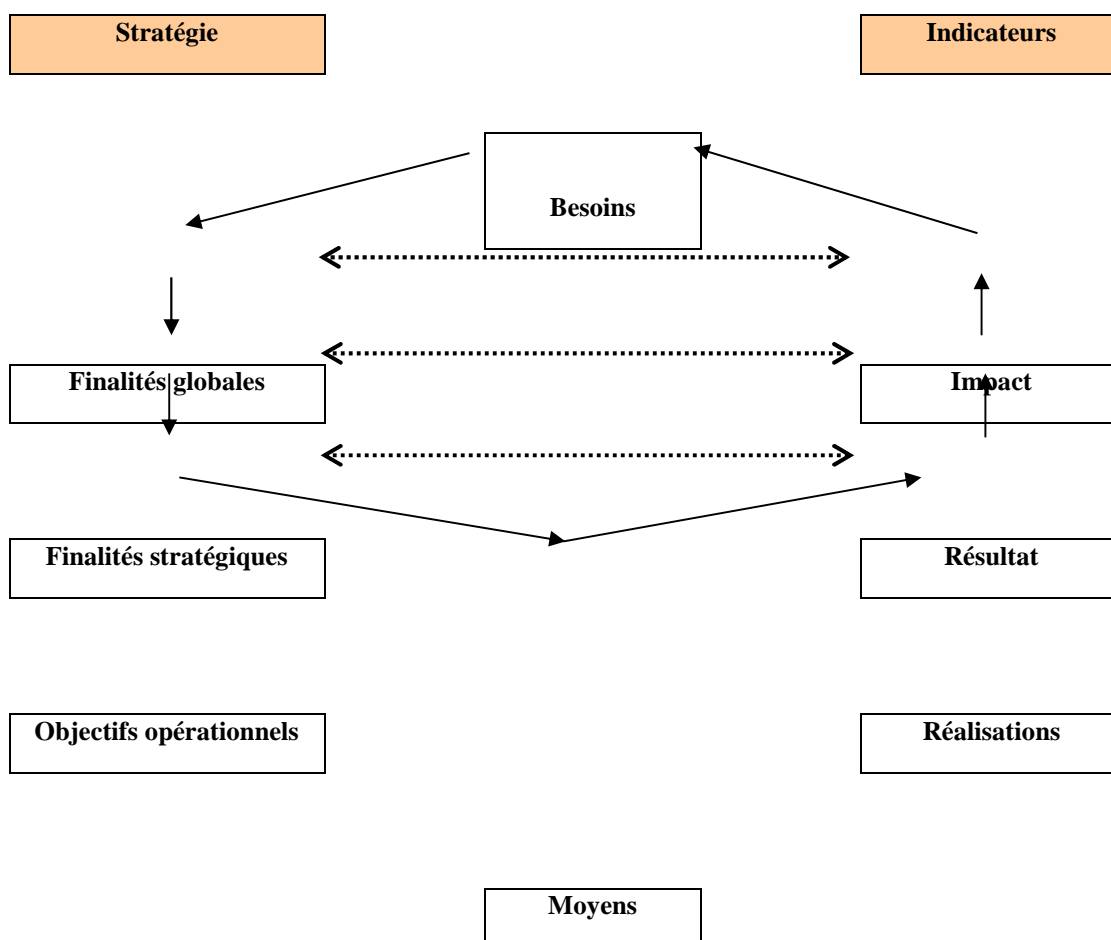 Stratégie
Indicateurs
Besoins
Finalités globales
Impact
Finalités stratégiques
Résultat
Objectifs opérationnels
Réalisations
Moyens